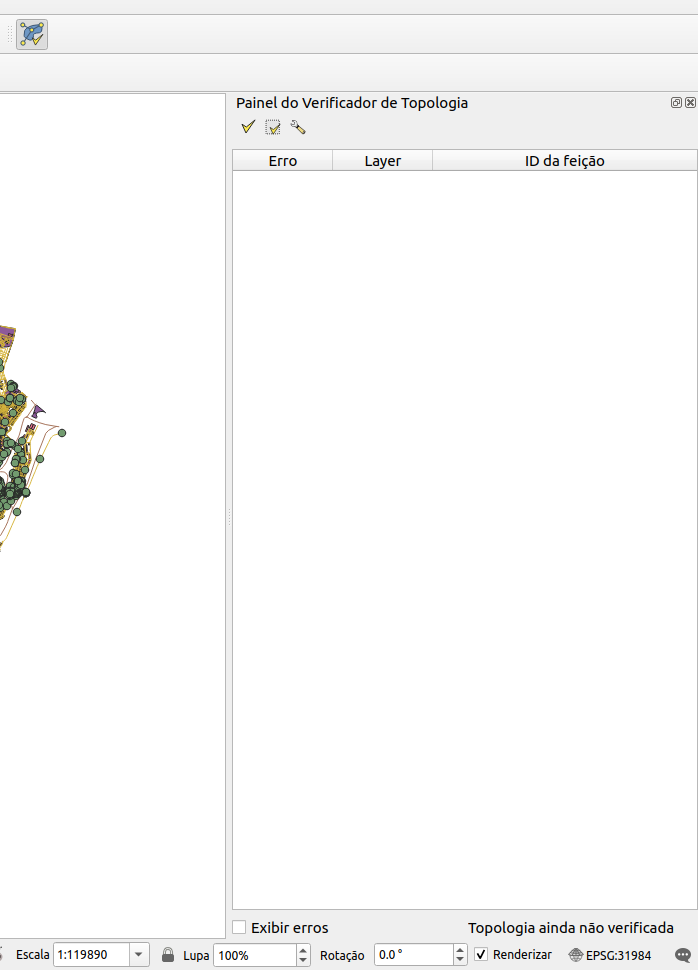 Painel do Verificador de Topologia
Erro Layer ID da feição
Exibir erros Topologia ainda não verificada
Escala 1:119890 Lupa 100% Rotação 0.0 ° Renderizar EPSG:31984